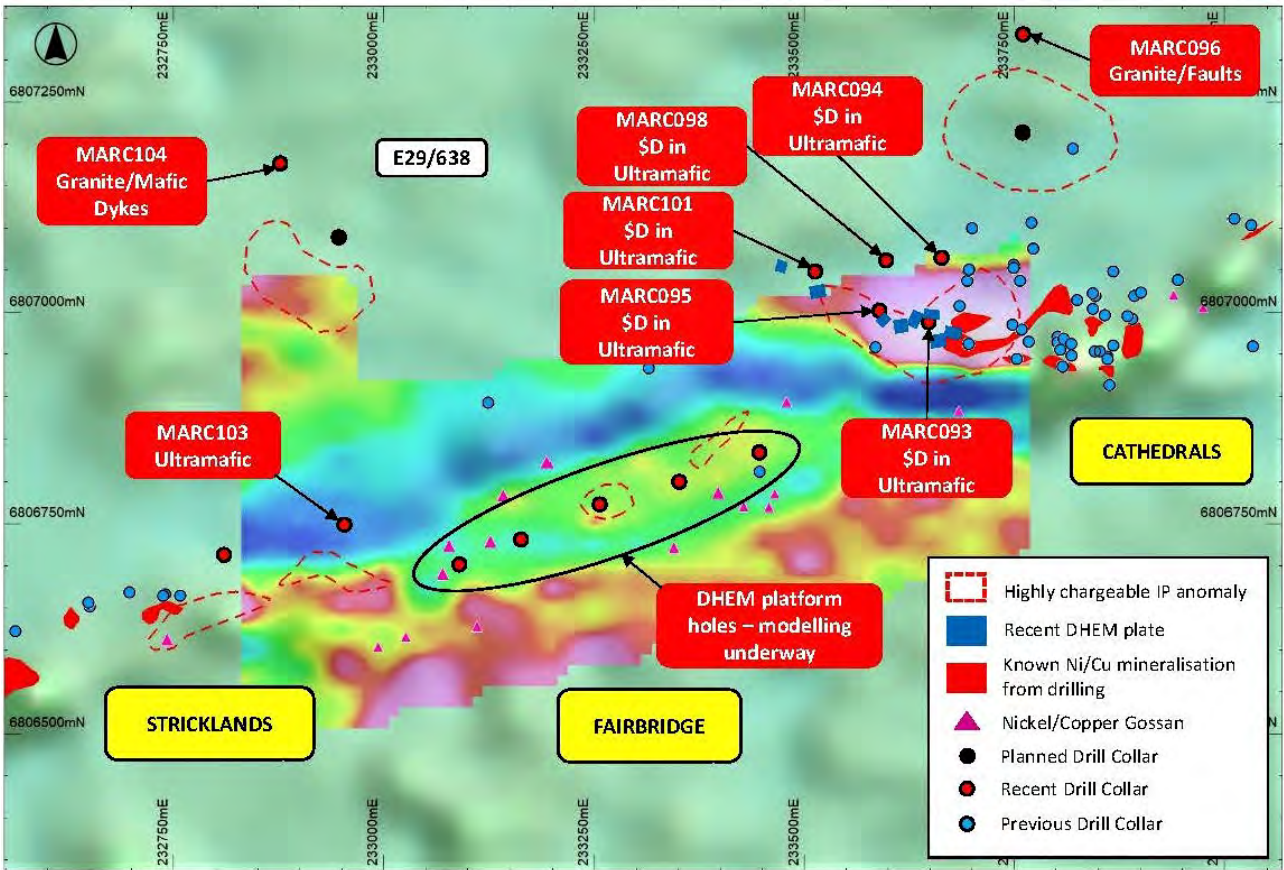 232750mE
233000mE
233250mE
233500mE
233750mE
6807250mN
MARC096
Granite/Faults
MARC094
$D in
Ultramafic
MARC098
$D in
Ultramafic
MARC104
Granite/Mafic
Dykes
E29/638
MARC101
$D in
Ultramafic
6807000mN
6807000mN
MARC095
$D in
Ultramafic
MARC103
Ultramafic
MARC093
$D in
Ultramafic
CATHEDRALS
6806750mN
6806750mN
DHEM platform
holes – modelling
underway
STRICKLANDS
FAIRBRIDGE
6806500mN
Highly chargeable IP anomaly
Recent DHEM plate
Known Ni/Cu mineralisation
from drilling
Nickel/Copper Gossan
Planned Drill Collar
Recent Drill Collar
Previous Drill Collar
232750mE
233000mE
233250mE
233500mE